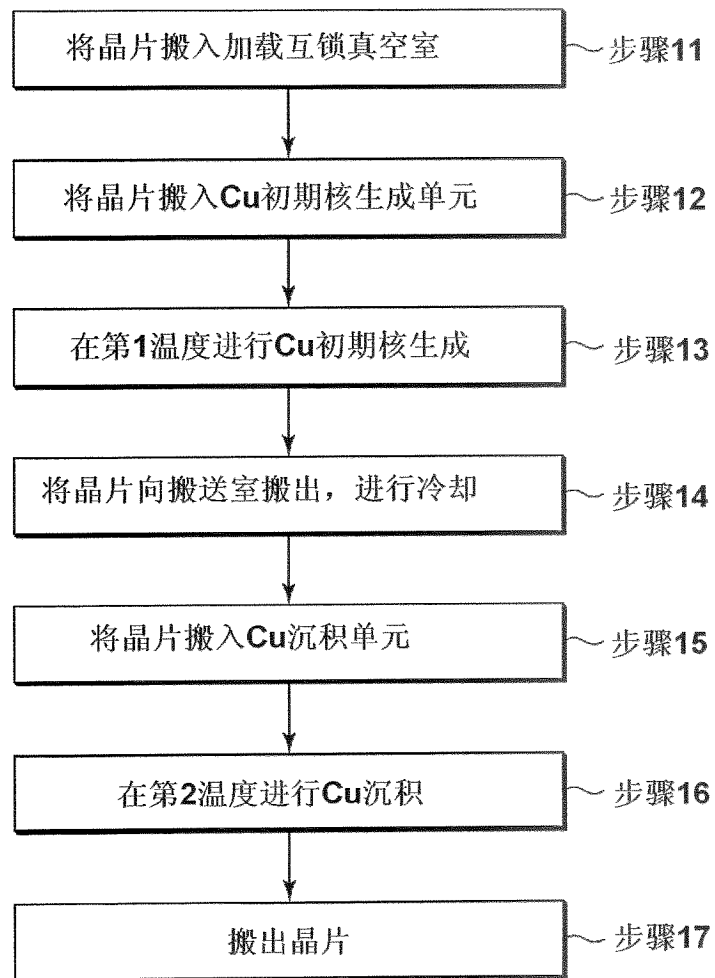 将晶片搬入加载互锁真空室
步骤11
将晶片搬入Cu初期核生成单元
步骤12
在第1温度进行Cu初期核生成
步骤13
将晶片向搬送室搬出，进行冷却
步骤14
将晶片搬入Cu沉积单元
步骤15
在第2温度进行Cu沉积
步骤16
搬出晶片
步骤17